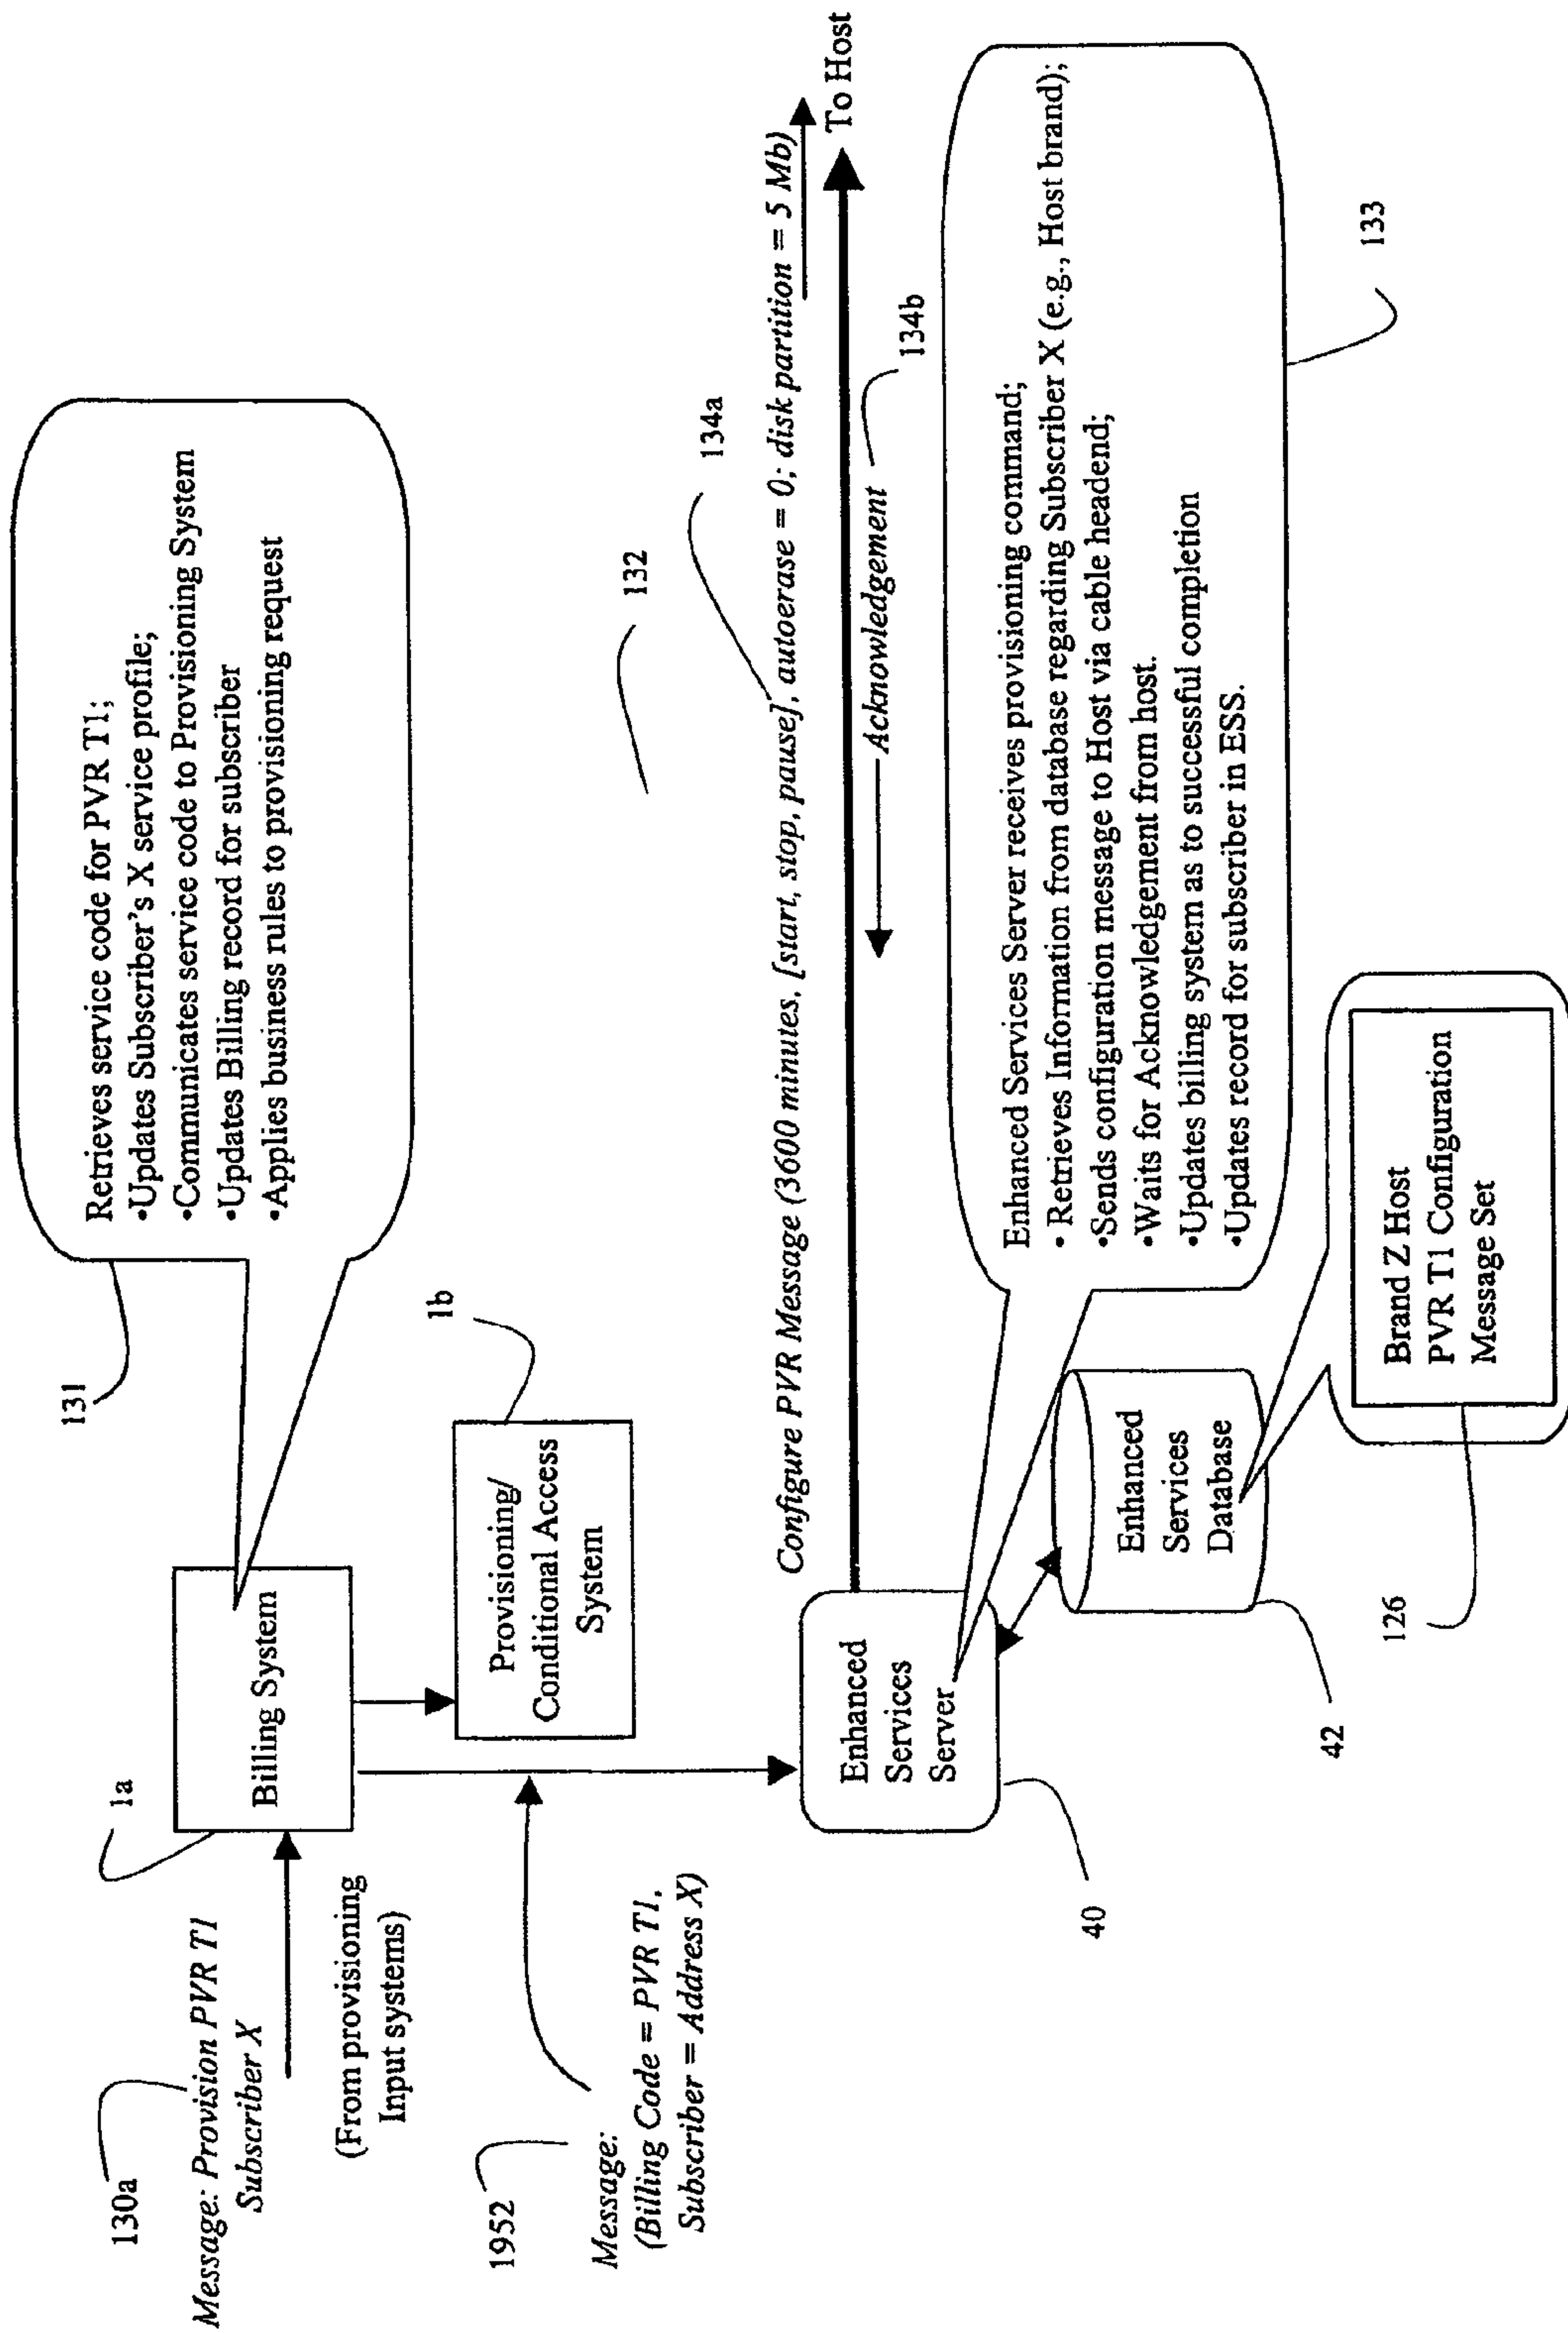 130a
Message: Provision PVR T1
Subscriber X
(From provisioning
Input systems)
1a
Billing System
131
Retrieves service code for PVR T1;
•Updates Subscriber's X service profile;
•Communicates service code to Provisioning System
•Updates Billing record for subscriber
•Applies business rules to provisioning request
1b
Provisioning/
Conditional Access
System
1952
Message:
(Billing Code = PVR T1,
Subscriber = Address X)
132
134a
Configure PVR Message (3600 minutes, [start, stop, pause], autoerase = 0; disk partition = 5 Mb)
To Host
Acknowledgement
134b
Enhanced
Services
Server
40
Enhanced Services Server receives provisioning command;
• Retrieves Information from database regarding Subscriber X (e.g., Host brand);
•Sends configuration message to Host via cable headend;
•Waits for Acknowledgement from host.
•Updates billing system as to successful completion
•Updates record for subscriber in ESS.
133
Enhanced
Services
Database
42
Brand Z Host
PVR T1 Configuration
Message Set
126